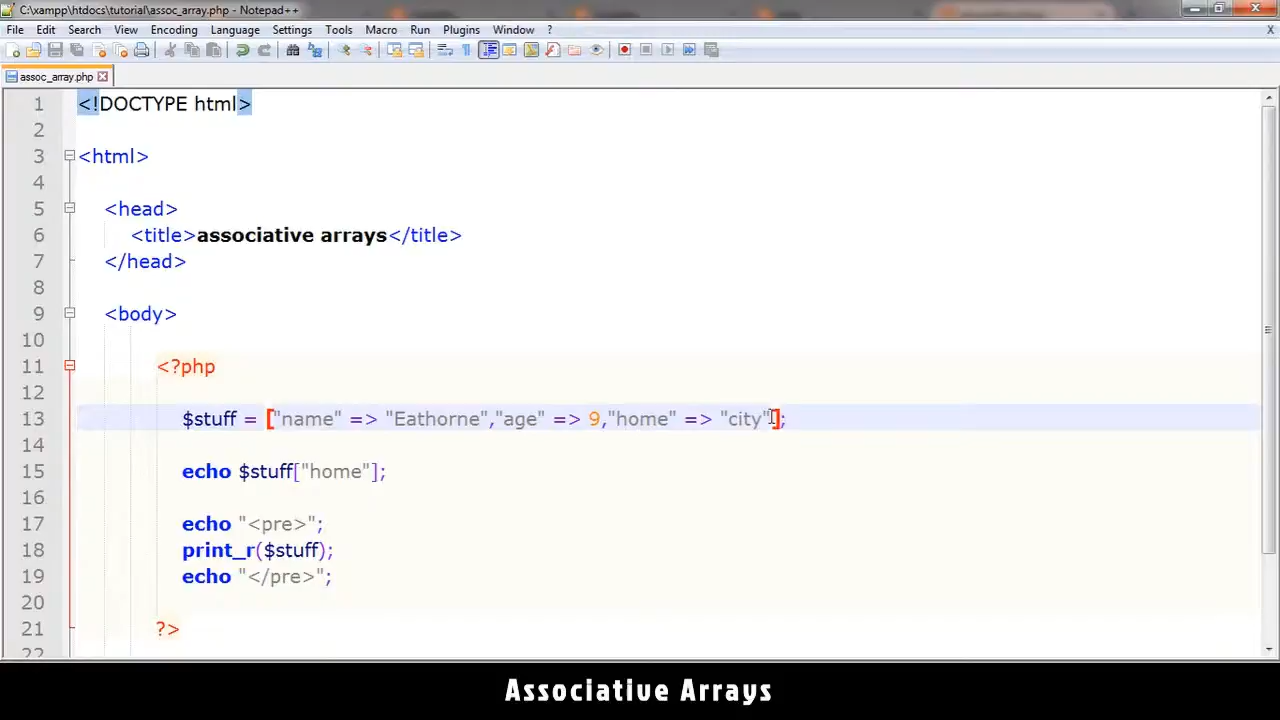 C:\xampp\htdocs\tutorial\assoc_array.php - Notepad++
File Edit Search View Encoding Language Settings Tools Macro Run Plugins Window ? X
assoc_array.php
1 <!DOCTYPE html>
2
3 <html>
4
5 <head>
6 <title>associative arrays</title>
7 </head>
8
9 <body>
10
11 <?php
12
13 $stuff = ["name" => "Eathorne","age" => 9,"home" => "city"];
14
15 echo $stuff["home"];
16
17 echo "<pre>";
18 print_r($stuff);
19 echo "</pre>";
20
21 ?>
22
Associative Arrays